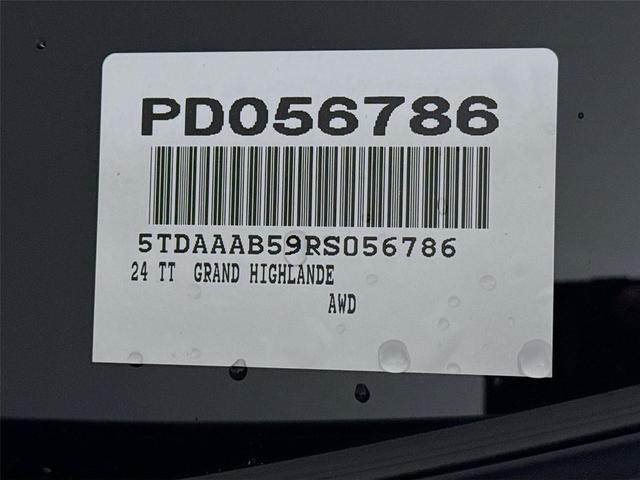 PD056786
5TDAAAB59RS056786
24 TT GRAND HIGHLANDE
AWD